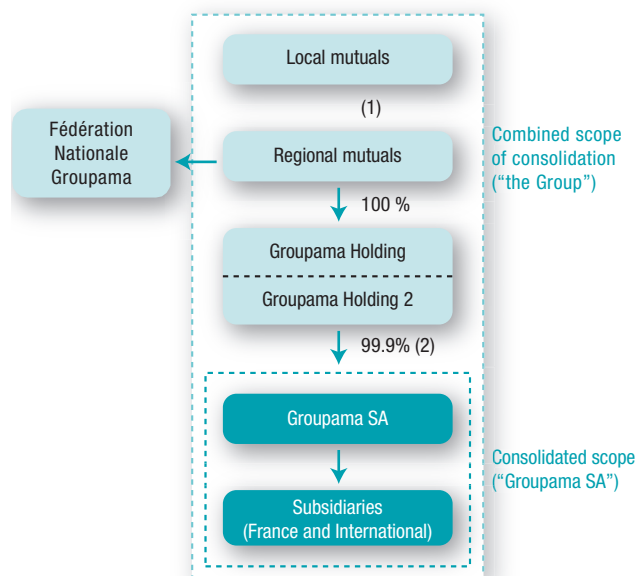 Local mutuals
(1)
Fédération
Nationale
Groupama
Regional mutuals
Combined scope
of consolidation
(“the Group”)
100 %
Groupama Holding
Groupama Holding 2
99.9% (2)
Groupama SA
Consolidated scope
(“Groupama SA”)
Subsidiaries
(France and International)